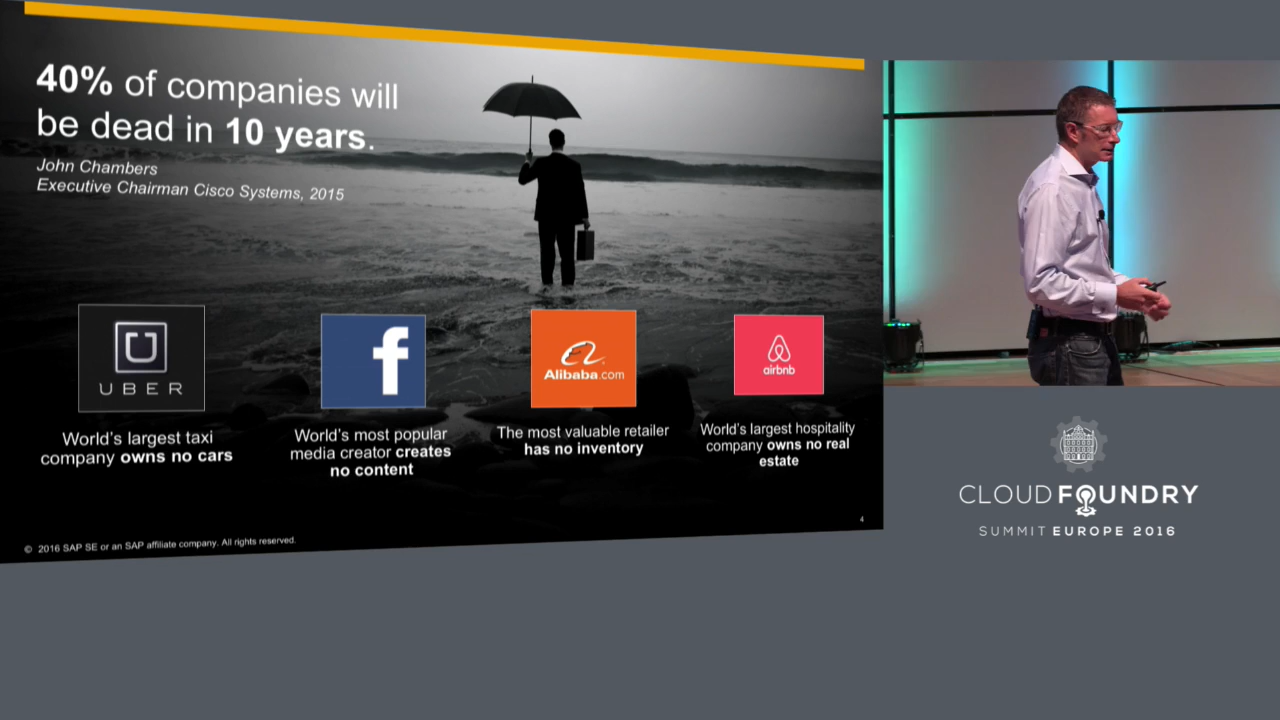 40% of companies will
be dead in 10 years.
John Chambers
Executive Chairman Cisco Systems, 2015
UBER
World's largest taxi
company owns no cars
f
World's most popular
media creator creates
no content
Alibaba.com
The most valuable retailer
has no inventory
airbnb
World's largest hospitality
company owns no real
estate
4
© 2016 SAP SE or an SAP affiliate company. All rights reserved.
CLOUD FOUNDRY
SUMMIT EUROPE 2016